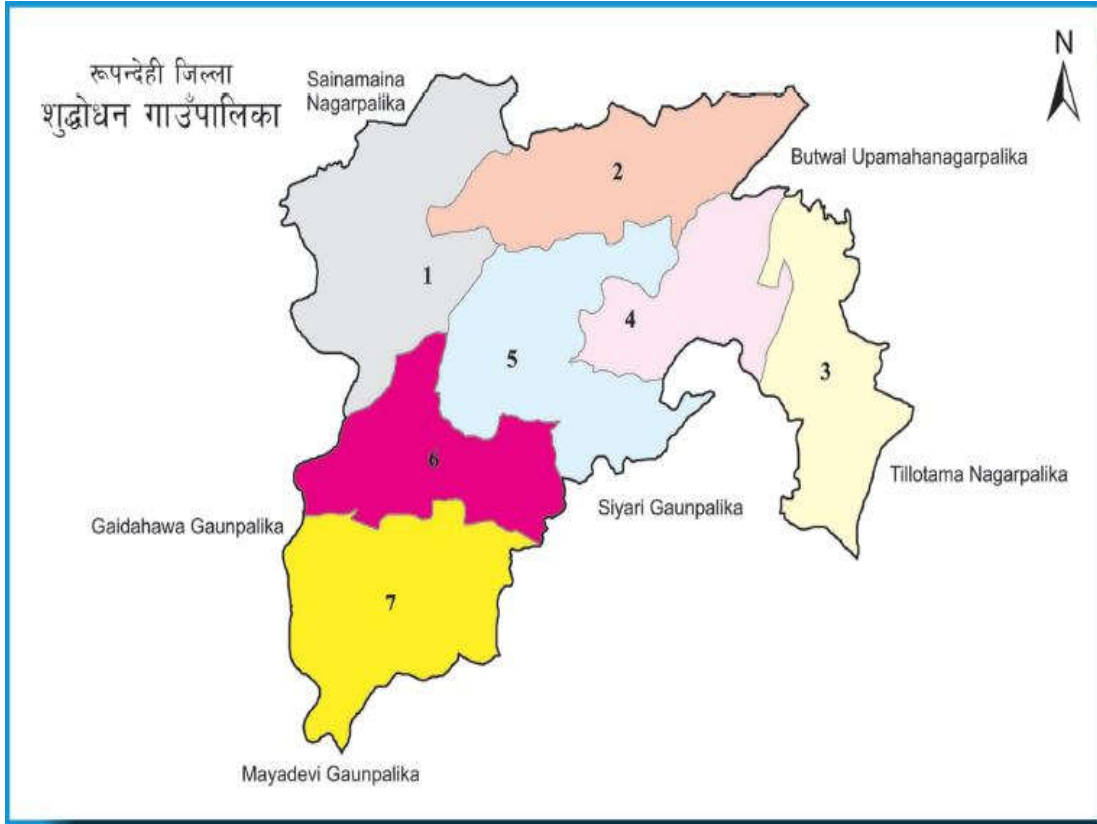 रूपन्देही जिल्ला
शुद्धोधन गाउँपालिका
Sainamaina
Nagarpalika
N
Butwal Upamahanagarpalika
2
1
4
5
3
6
Tillotama Nagarpalika
Siyari Gaunpalika
Gaidahawa Gaunpalika
7
Mayadevi Gaunpalika